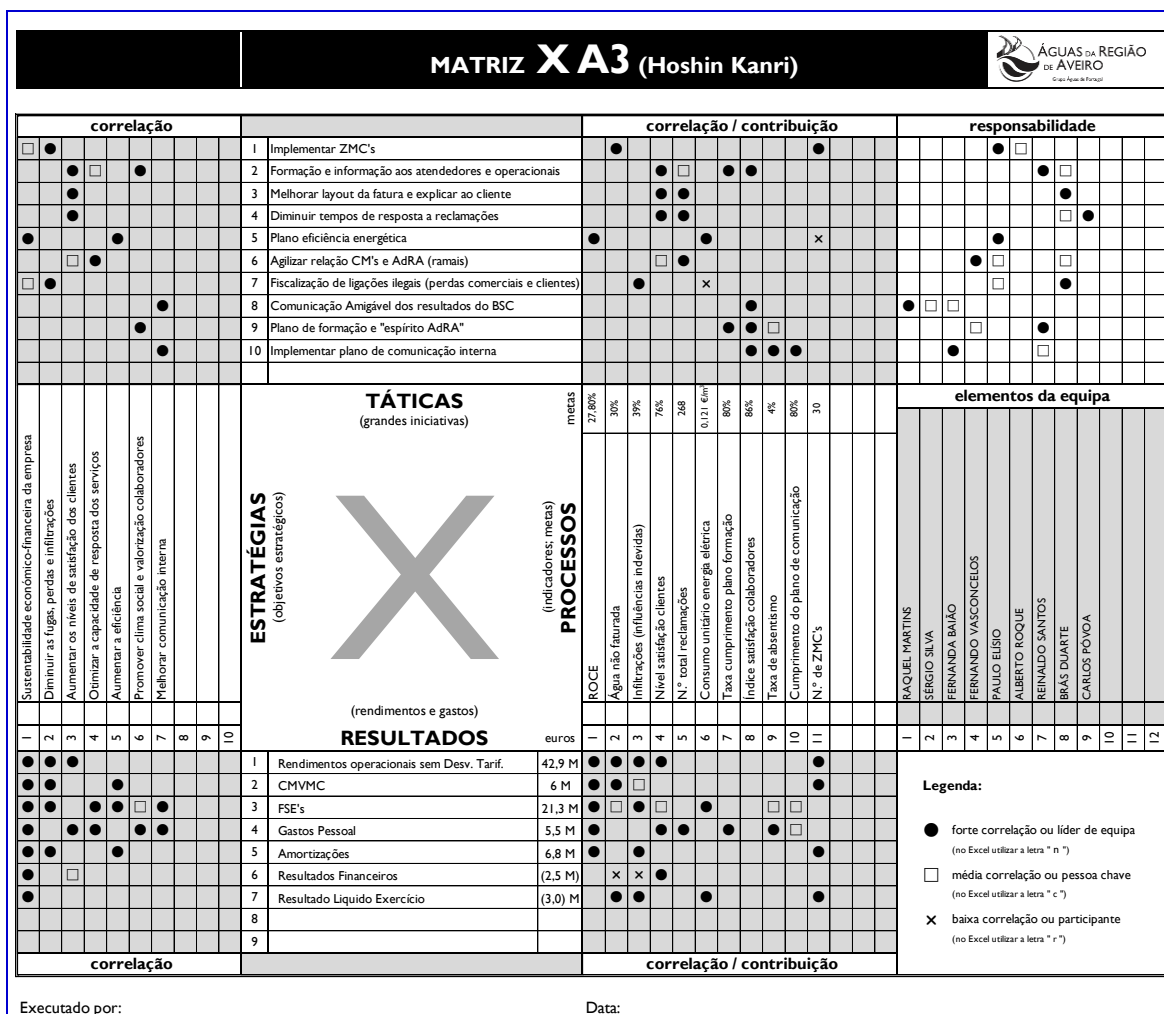 MATRIZ X A3 (Hoshin Kanri)
ÁGUAS DA REGIÃO
DE AVEIRO
Grupo Águas de Portugal
correlação
correlação / contribuição
responsabilidade
1 Implementar ZMC's
2 Formação e informação aos atendedores e operacionais
3 Melhorar layout da fatura e explicar ao cliente
4 Diminuir tempos de resposta a reclamações
5 Plano eficiência energética
6 Agilizar relação CM's e AdRA (ramais)
7 Fiscalização de ligações ilegais (perdas comerciais e clientes)
8 Comunicação Amigável dos resultados do BSC
9 Plano de formação e "espírito AdRA"
10 Implementar plano de comunicação interna
Sustentabilidade económico-financeira da empresa
Diminuir as fugas, perdas e infiltrações
Aumentar os níveis de satisfação dos clientes
Otimizar a capacidade de resposta dos serviços
Aumentar a eficiência
Promover clima social e valorização colaboradores
Melhorar comunicação interna
1 2 3 4 5 6 7 8 9 10
TÁTICAS
(grandes iniciativas)
ESTRATÉGIAS
(objetivos estratégicos)
X
(indicadores; metas)
PROCESSOS
(rendimentos e gastos)
RESULTADOS
metas
27,80% 30% 39% 76% 268 0,121 €/m³ 80% 86% 4% 80% 30
ROCE
Água não faturada
Infiltrações (influências indevidas)
Nível satisfação clientes
N.º total reclamações
Consumo unitário energia elétrica
Taxa cumprimento plano formação
Índice satisfação colaboradores
Taxa de absentismo
Cumprimento do plano de comunicação
N.º de ZMC's
euros
1 2 3 4 5 6 7 8 9 10 11
elementos da equipa
RAQUEL MARTINS
SÉRGIO SILVA
FERNANDA BAIÃO
FERNANDO VASCONCELOS
PAULO ELÍSIO
ALBERTO ROQUE
REINALDO SANTOS
BRÁS DUARTE
CARLOS PÓVOA
1 2 3 4 5 6 7 8 9 10 11 12
1 Rendimentos operacionais sem Desv. Tarif. 42,9 M
2 CMVMC 6 M
3 FSE's 21,3 M
4 Gastos Pessoal 5,5 M
5 Amortizações 6,8 M
6 Resultados Financeiros (2,5 M)
7 Resultado Liquido Exercício (3,0) M
8
9
correlação
correlação / contribuição
Legenda:
forte correlação ou líder de equipa
(no Excel utilizar a letra " n ")
média correlação ou pessoa chave
(no Excel utilizar a letra " c ")
baixa correlação ou participante
(no Excel utilizar a letra " r ")
Executado por:
Data: